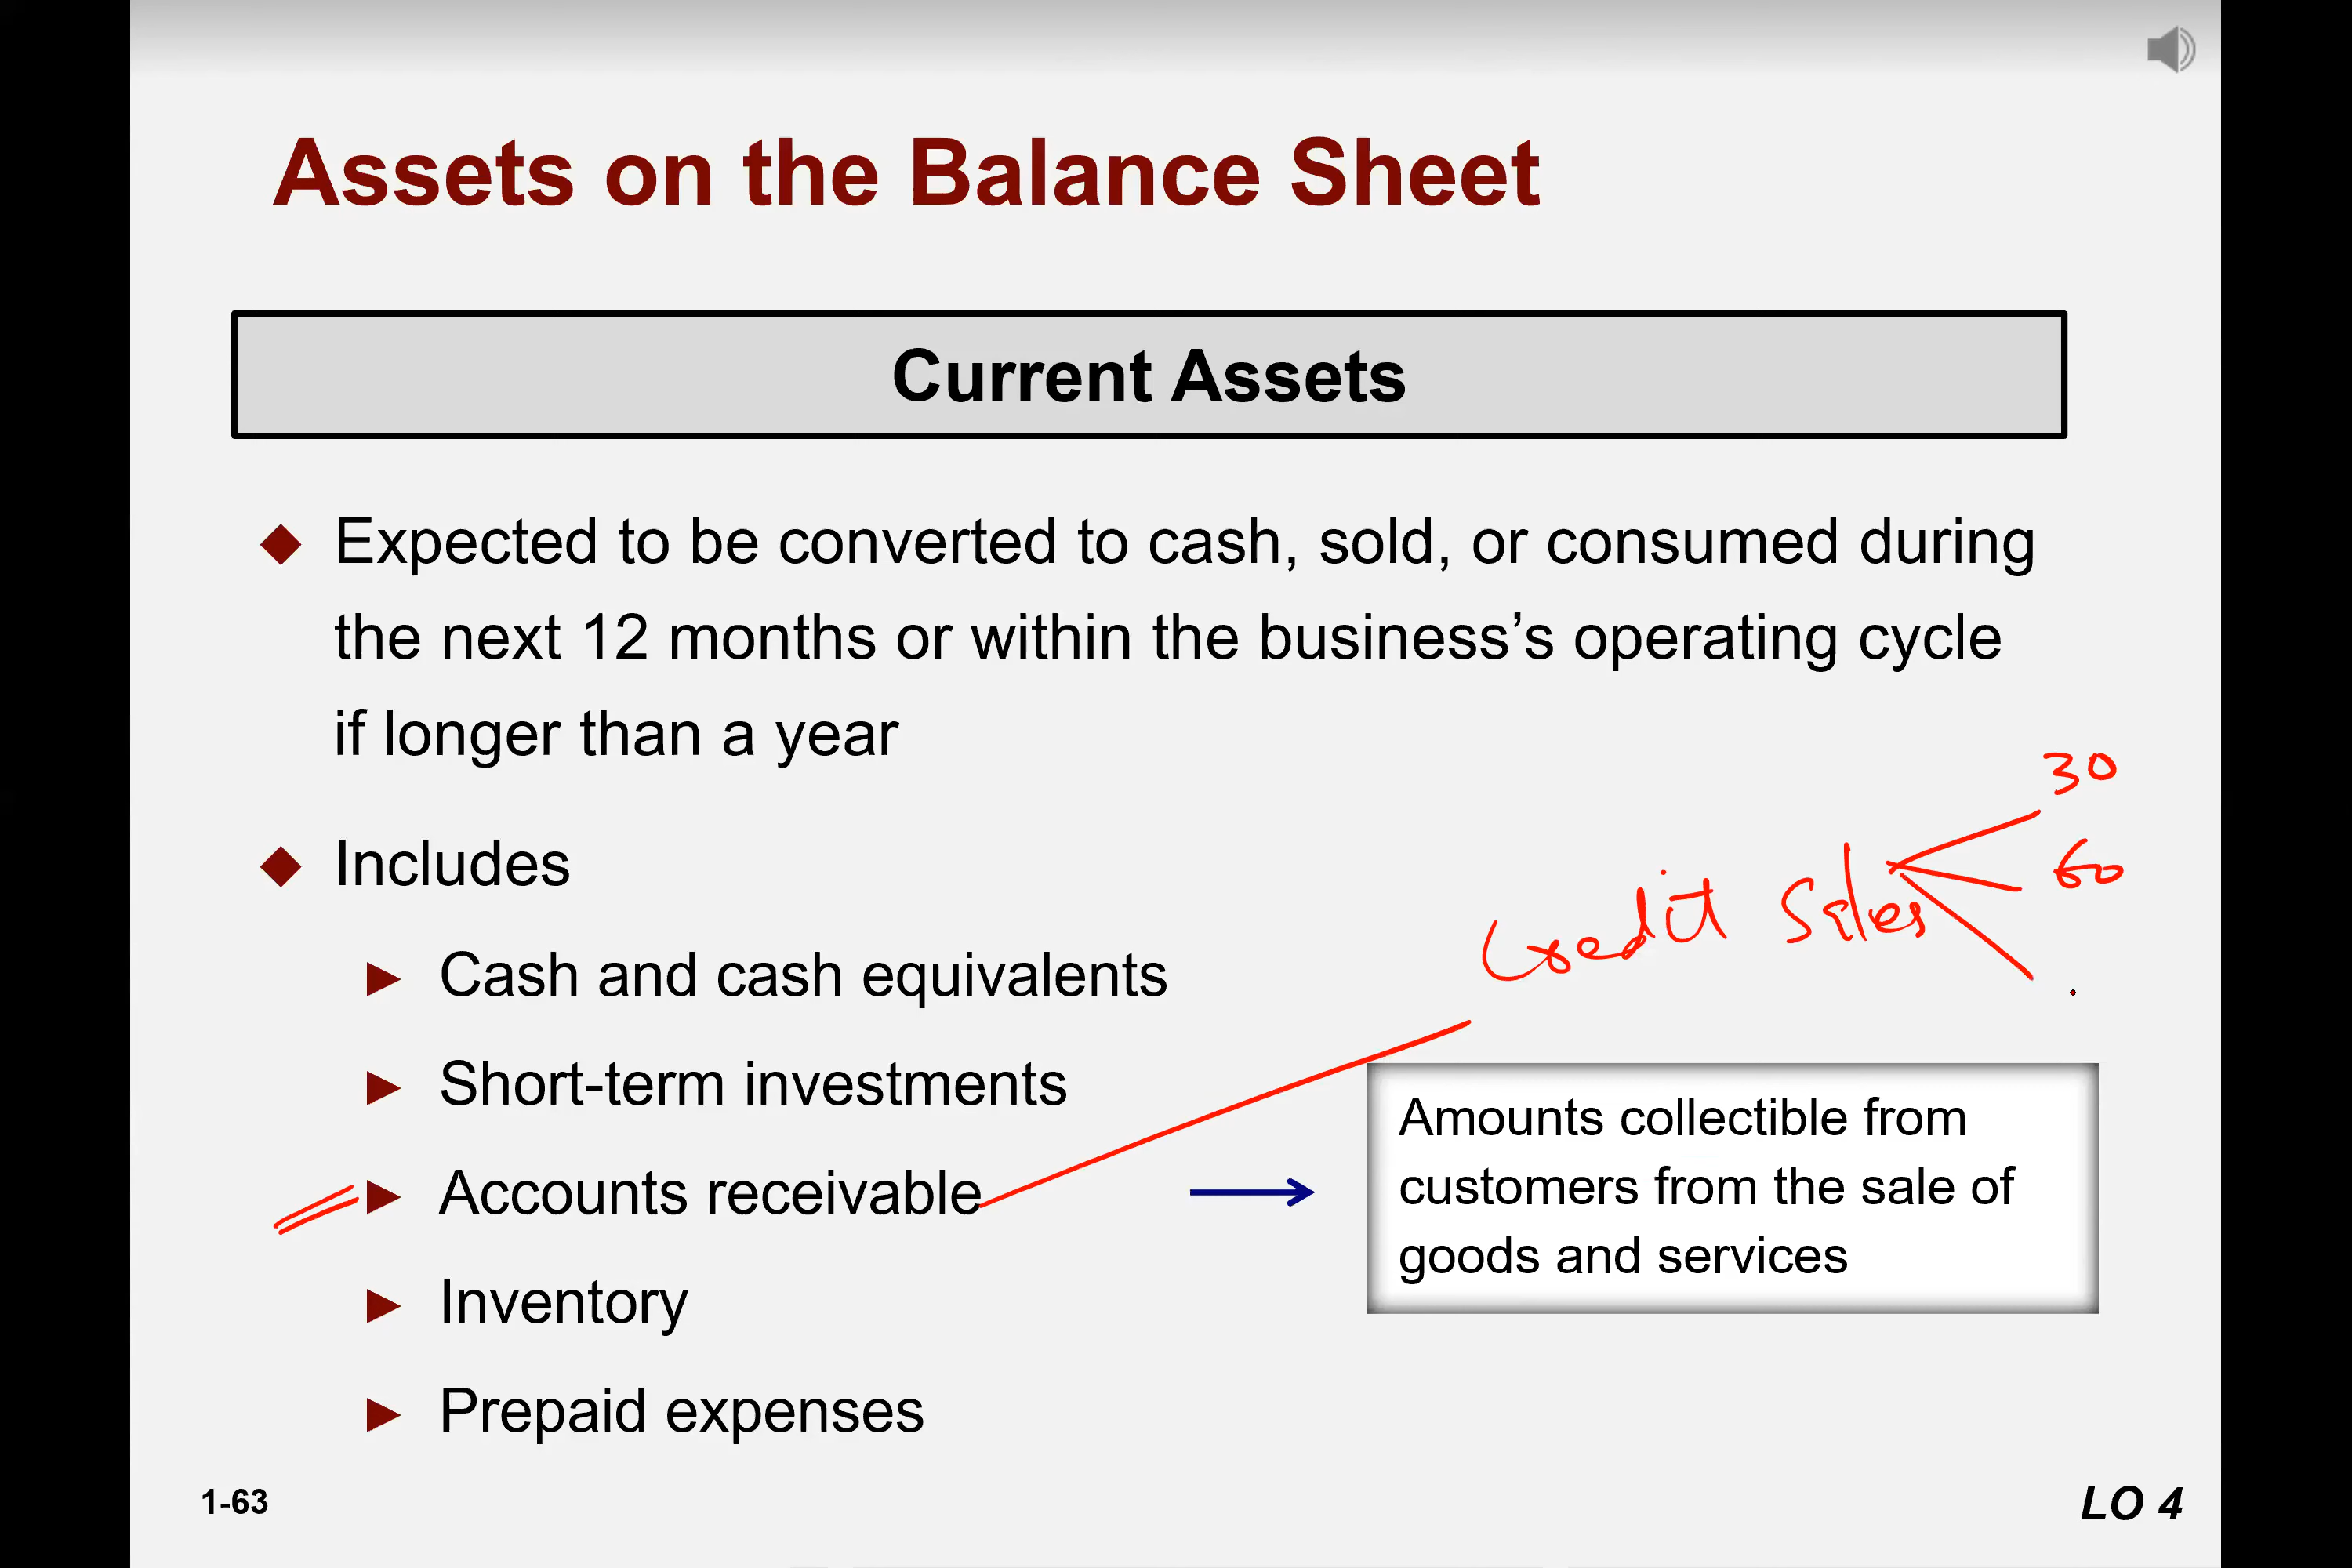 Assets on the Balance Sheet
Current Assets
Expected to be converted to cash, sold, or consumed during
the next 12 months or within the business’s operating cycle
if longer than a year
30
60
Credit Sales
Includes
Cash and cash equivalents
Short-term investments
Accounts receivable
Amounts collectible from
customers from the sale of
goods and services
Inventory
Prepaid expenses
1-63
LO 4